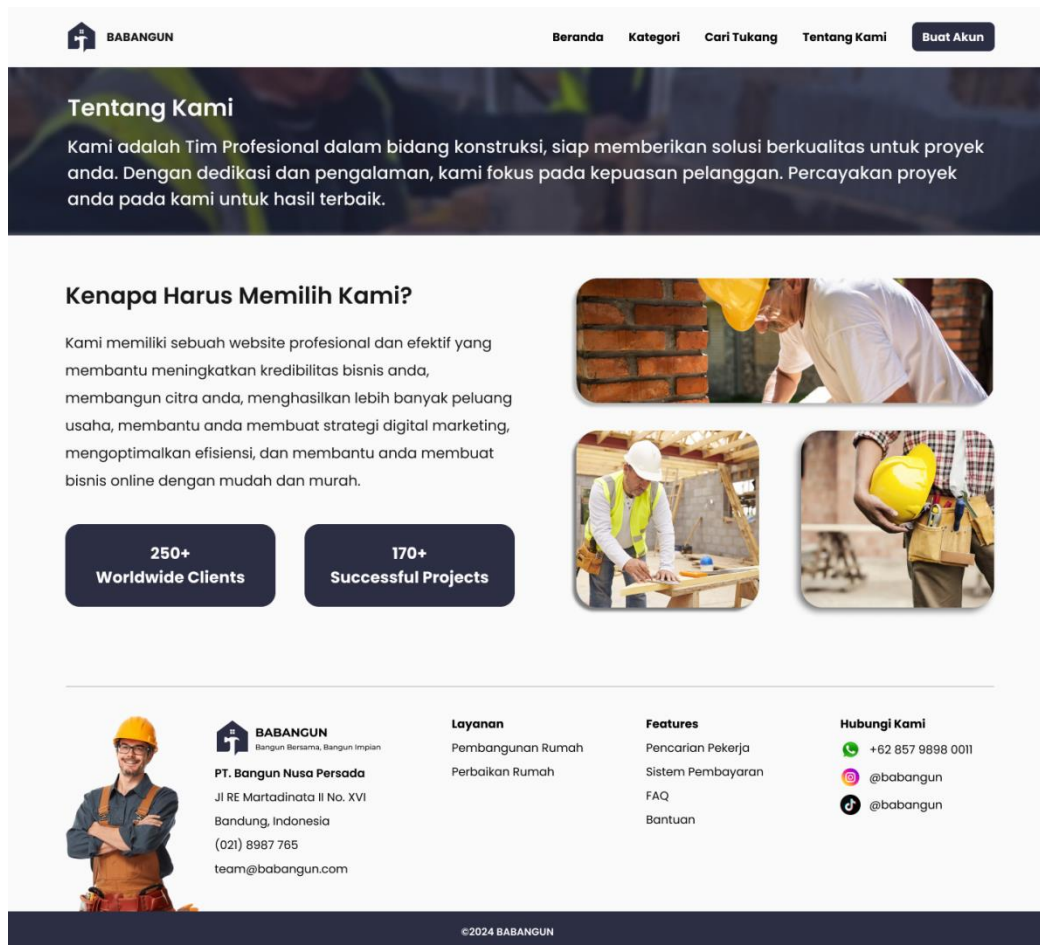 BABANGUN
Beranda
Kategori
Cari Tukang
Tentang Kami
Buat Akun
Tentang Kami
Kami adalah Tim Profesional dalam bidang konstruksi, siap memberikan solusi berkualitas untuk proyek
anda. Dengan dedikasi dan pengalaman, kami fokus pada kepuasan pelanggan. Percayakan proyek
anda pada kami untuk hasil terbaik.
Kenapa Harus Memilih Kami?
Kami memiliki sebuah website profesional dan efektif yang
membantu meningkatkan kredibilitas bisnis anda,
membangun citra anda, menghasilkan lebih banyak peluang
usaha, membantu anda membuat strategi digital marketing,
mengoptimalkan efisiensi, dan membantu anda membuat
bisnis online dengan mudah dan murah.
250+
Worldwide Clients
170+
Successful Projects
BABANGUN
Bangun Bersama, Bangun Impian
PT. Bangun Nusa Persada
Jl RE Martadinata II No. XVI
Bandung, Indonesia
(021) 8987 765
team@babangun.com
Layanan
Pembangunan Rumah
Perbaikan Rumah
Features
Pencarian Pekerja
Sistem Pembayaran
FAQ
Bantuan
Hubungi Kami
+62 857 9898 0011
@babangun
@babangun
©2024 BABANGUN